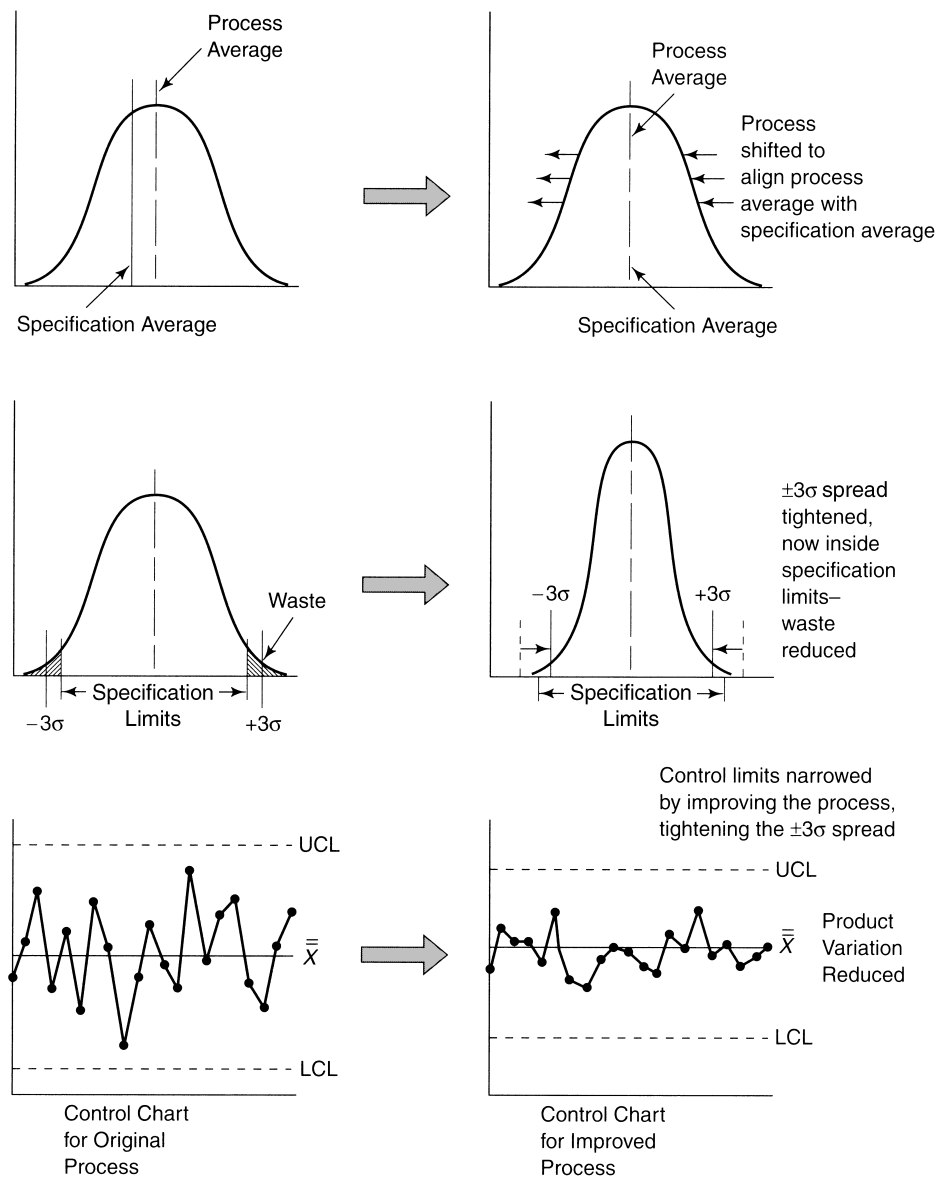 Process
Average
Specification Average
Process
Average
Process
shifted to
align process
average with
specification average
Specification Average
Waste
Specification
Limits
−3σ
+3σ
±3σ spread
tightened,
now inside
specification
limits–
waste
reduced
−3σ
+3σ
Specification
Limits
UCL
X̿
LCL
Control Chart
for Original
Process
Control limits narrowed
by improving the process,
tightening the ±3σ spread
UCL
X̿
Product
Variation
Reduced
LCL
Control Chart
for Improved
Process